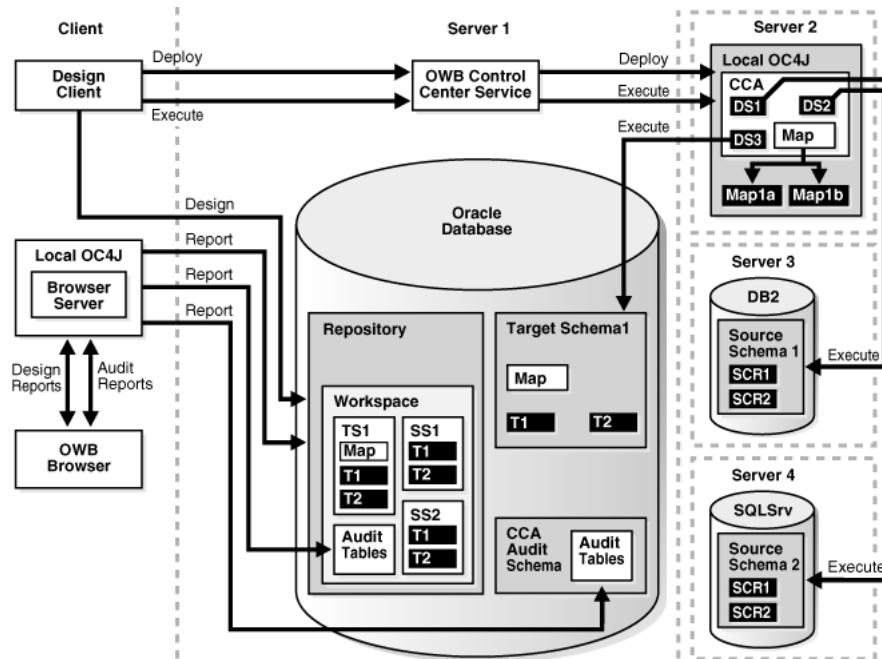 Client
Server 1
Server 2
Design
Client
Deploy
Execute
OWB Control
Center Service
Deploy
Execute
Execute
Local OC4J
CCA
DS1
DS2
DS3
Map
Map1a
Map1b
Design
Oracle
Database
Local OC4J
Browser
Server
Report
Report
Report
Design
Reports
Audit
Reports
OWB
Browser
Repository
Workspace
TS1
Map
T1
T2
SS1
T1
T2
SS2
T1
T2
Audit
Tables
Target Schema1
Map
T1
T2
CCA
Audit
Schema
Audit
Tables
Server 3
DB2
Source
Schema 1
SCR1
SCR2
Execute
Server 4
SQLSrv
Source
Schema 2
SCR1
SCR2
Execute